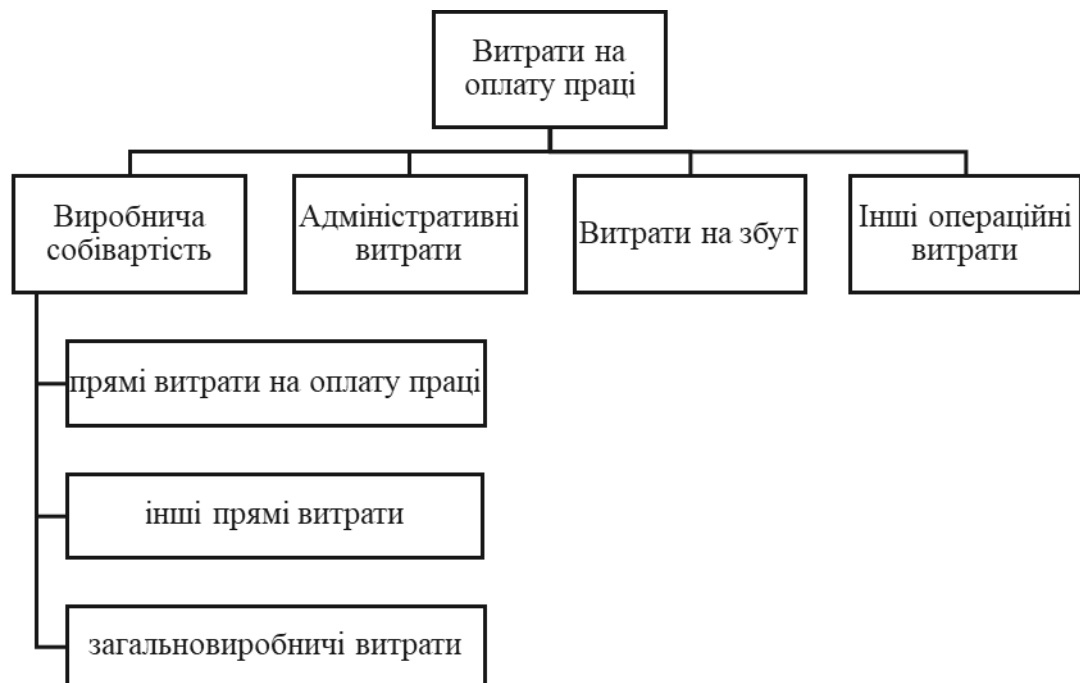 Витрати на
оплату праці
Виробнича
собівартість
Адміністративні
витрати
Витрати на збут
Інші операційні
витрати
прямі витрати на оплату праці
інші прямі витрати
загальновиробничі витрати